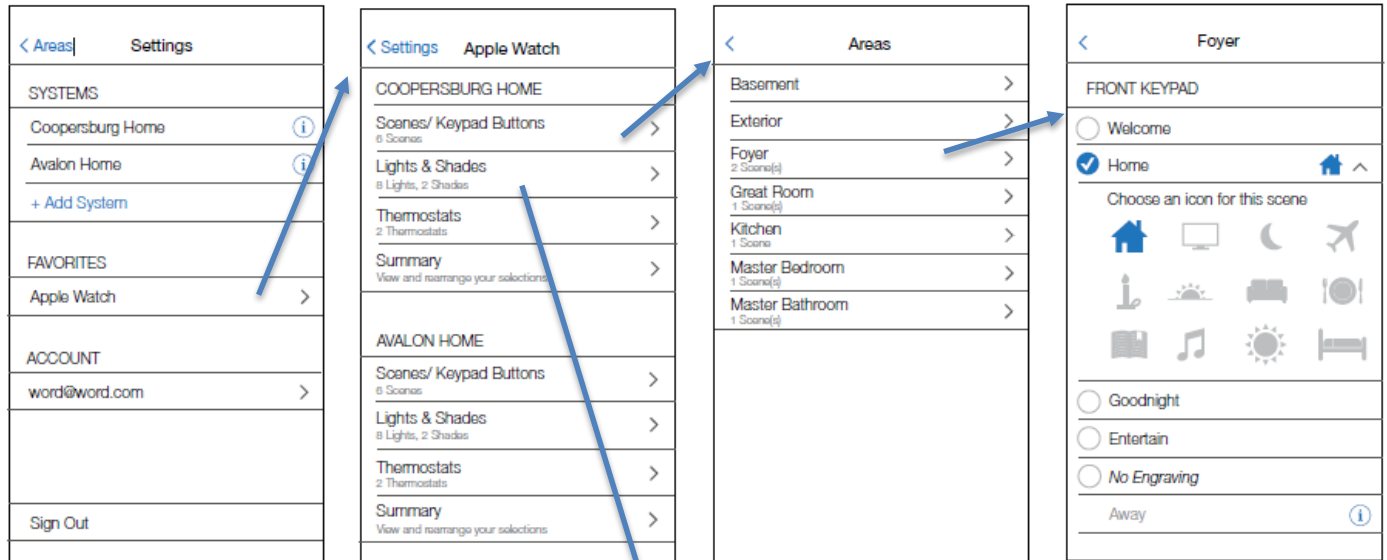 < Areas Settings
SYSTEMS
Coopersburg Home
Avalon Home
+ Add System
FAVORITES
Apple Watch
ACCOUNT
word@word.com
Sign Out
< Settings Apple Watch
COOPERSBURG HOME
Scenes/ Keypad Buttons
6 Scenes
Lights & Shades
8 Lights, 2 Shades
Thermostats
2 Thermostats
Summary
View and rearrange your selections
AVALON HOME
Scenes/ Keypad Buttons
6 Scenes
Lights & Shades
8 Lights, 2 Shades
Thermostats
2 Thermostats
Summary
View and rearrange your selections
Areas
Basement
Exterior
Foyer
2 Scene(s)
Great Room
1 Scene(s)
Kitchen
1 Scene
Master Bedroom
1 Scene(s)
Master Bathroom
1 Scene(s)
Foyer
FRONT KEYPAD
Welcome
Home
Choose an icon for this scene
Goodnight
Entertain
No Engraving
Away